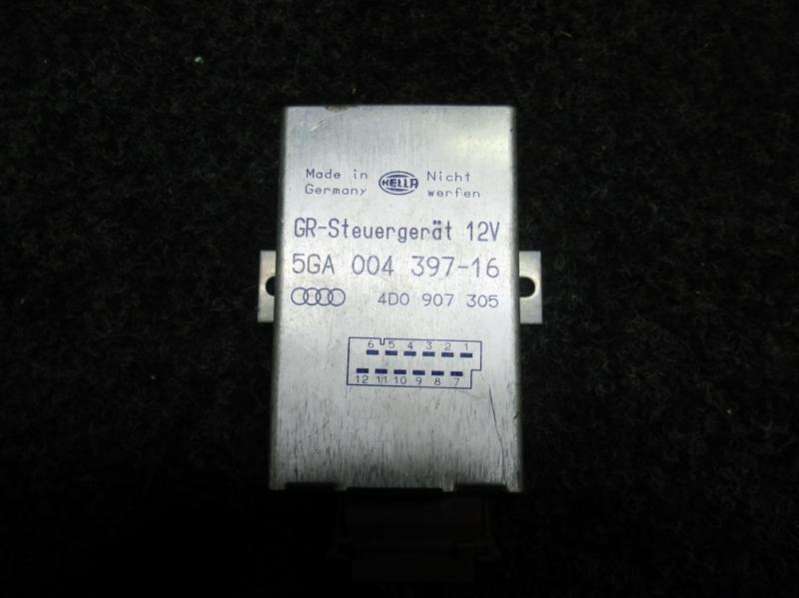 Made in HELLA Nicht
Germany werfen
GR-Steuergerät 12V
5GA 004 397-16
4D0 907 305
6 5 4 3 2 1
12 11 10 9 8 7